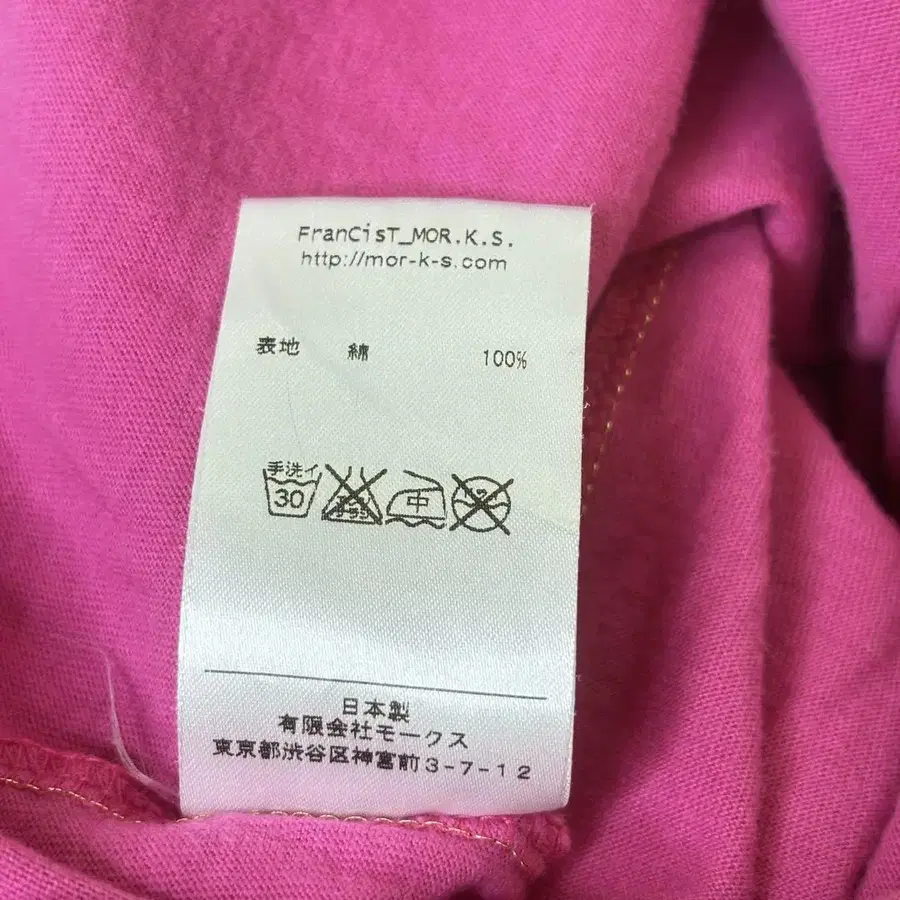 FranCisT_MOR.K.S.
http://mor-k-s.com
表地 綿 100%
手洗イ
30 中
日本製
有限会社モークス
東京都渋谷区神宮前3-7-12